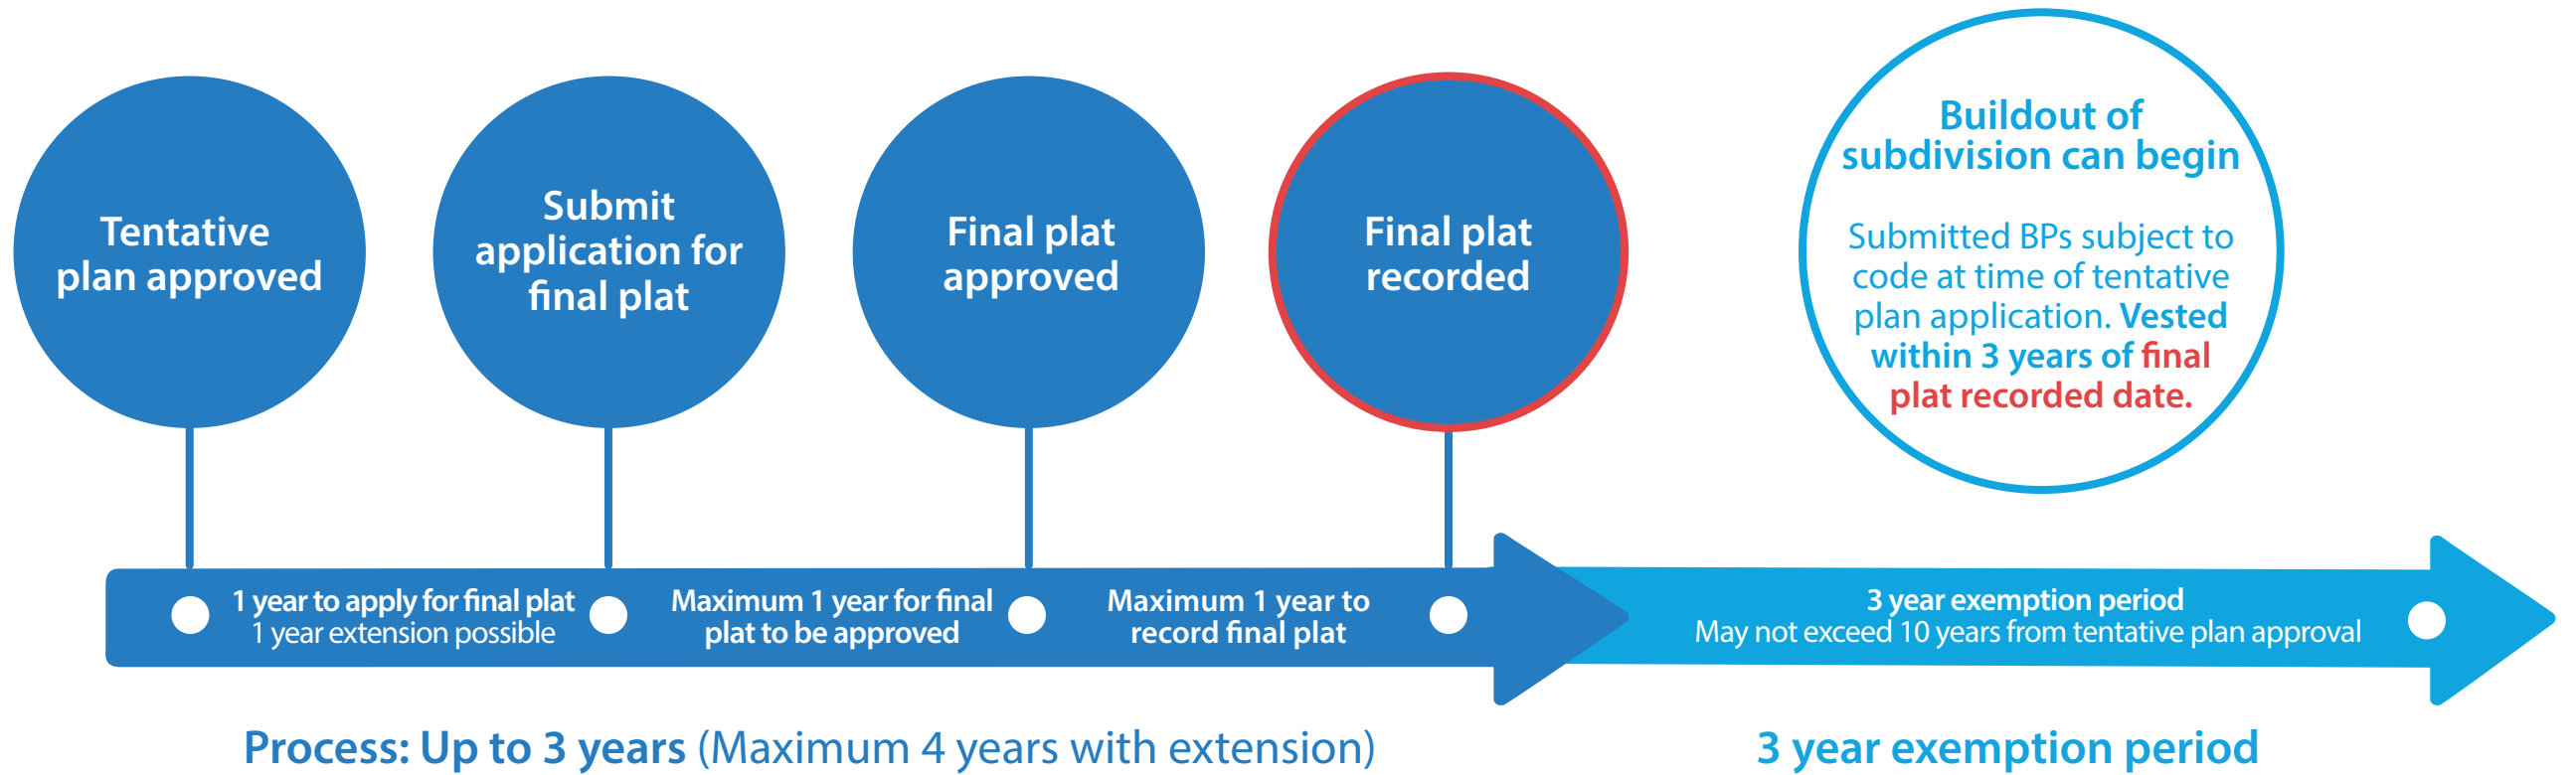 Tentative
plan approved
Submit
application for
final plat
Final plat
approved
Final plat
recorded
Buildout of
subdivision can begin
Submitted BPs subject to
code at time of tentative
plan application. Vested
within 3 years of final
plat recorded date.
1 year to apply for final plat
1 year extension possible
Maximum 1 year for final
plat to be approved
Maximum 1 year to
record final plat
3 year exemption period
May not exceed 10 years from tentative plan approval
Process: Up to 3 years (Maximum 4 years with extension)
3 year exemption period